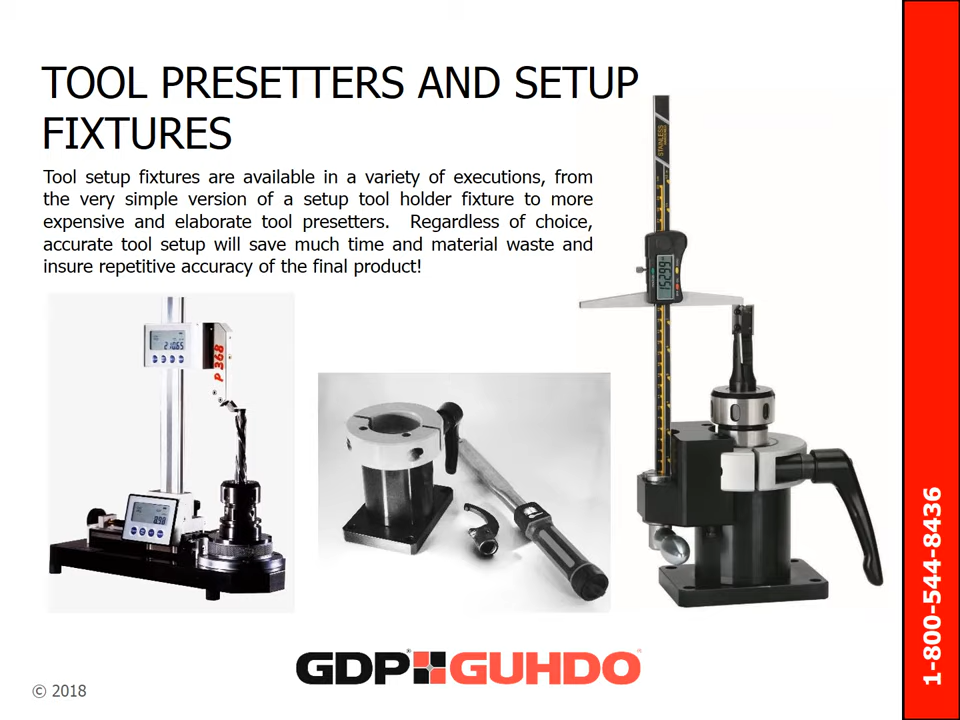 TOOL PRESETTERS AND SETUP
FIXTURES
Tool setup fixtures are available in a variety of executions, from
the very simple version of a setup tool holder fixture to more
expensive and elaborate tool presetters. Regardless of choice,
accurate tool setup will save much time and material waste and
insure repetitive accuracy of the final product!
STAINLESS
152.99
210.65
P 368
GDP GUHDO
© 2018
1-800-544-8436